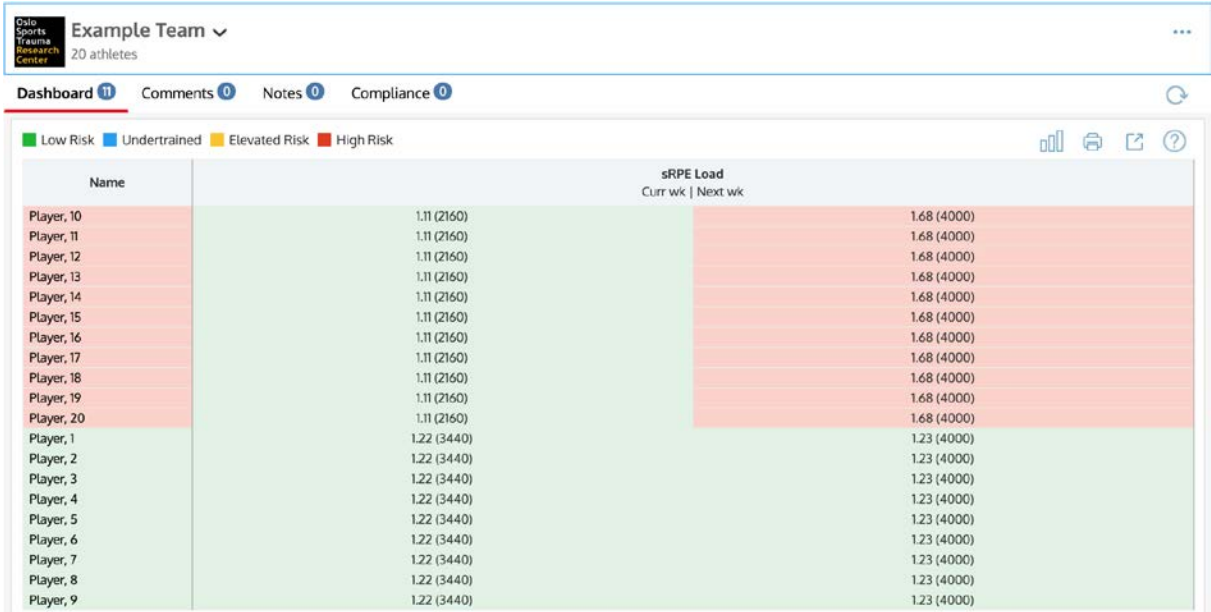 Oslo
Sports
Trauma
Research
Center
Example Team
20 athletes
Dashboard 11 Comments 0 Notes 0 Compliance 0
Low Risk Undertrained Elevated Risk High Risk
?
Name
sRPE Load
Curr wk | Next wk
Player, 10 1.11 (2160) 1.68 (4000)
Player, 11 1.11 (2160) 1.68 (4000)
Player, 12 1.11 (2160) 1.68 (4000)
Player, 13 1.11 (2160) 1.68 (4000)
Player, 14 1.11 (2160) 1.68 (4000)
Player, 15 1.11 (2160) 1.68 (4000)
Player, 16 1.11 (2160) 1.68 (4000)
Player, 17 1.11 (2160) 1.68 (4000)
Player, 18 1.11 (2160) 1.68 (4000)
Player, 19 1.11 (2160) 1.68 (4000)
Player, 20 1.11 (2160) 1.68 (4000)
Player, 1 1.22 (3440) 1.23 (4000)
Player, 2 1.22 (3440) 1.23 (4000)
Player, 3 1.22 (3440) 1.23 (4000)
Player, 4 1.22 (3440) 1.23 (4000)
Player, 5 1.22 (3440) 1.23 (4000)
Player, 6 1.22 (3440) 1.23 (4000)
Player, 7 1.22 (3440) 1.23 (4000)
Player, 8 1.22 (3440) 1.23 (4000)
Player, 9 1.22 (3440) 1.23 (4000)